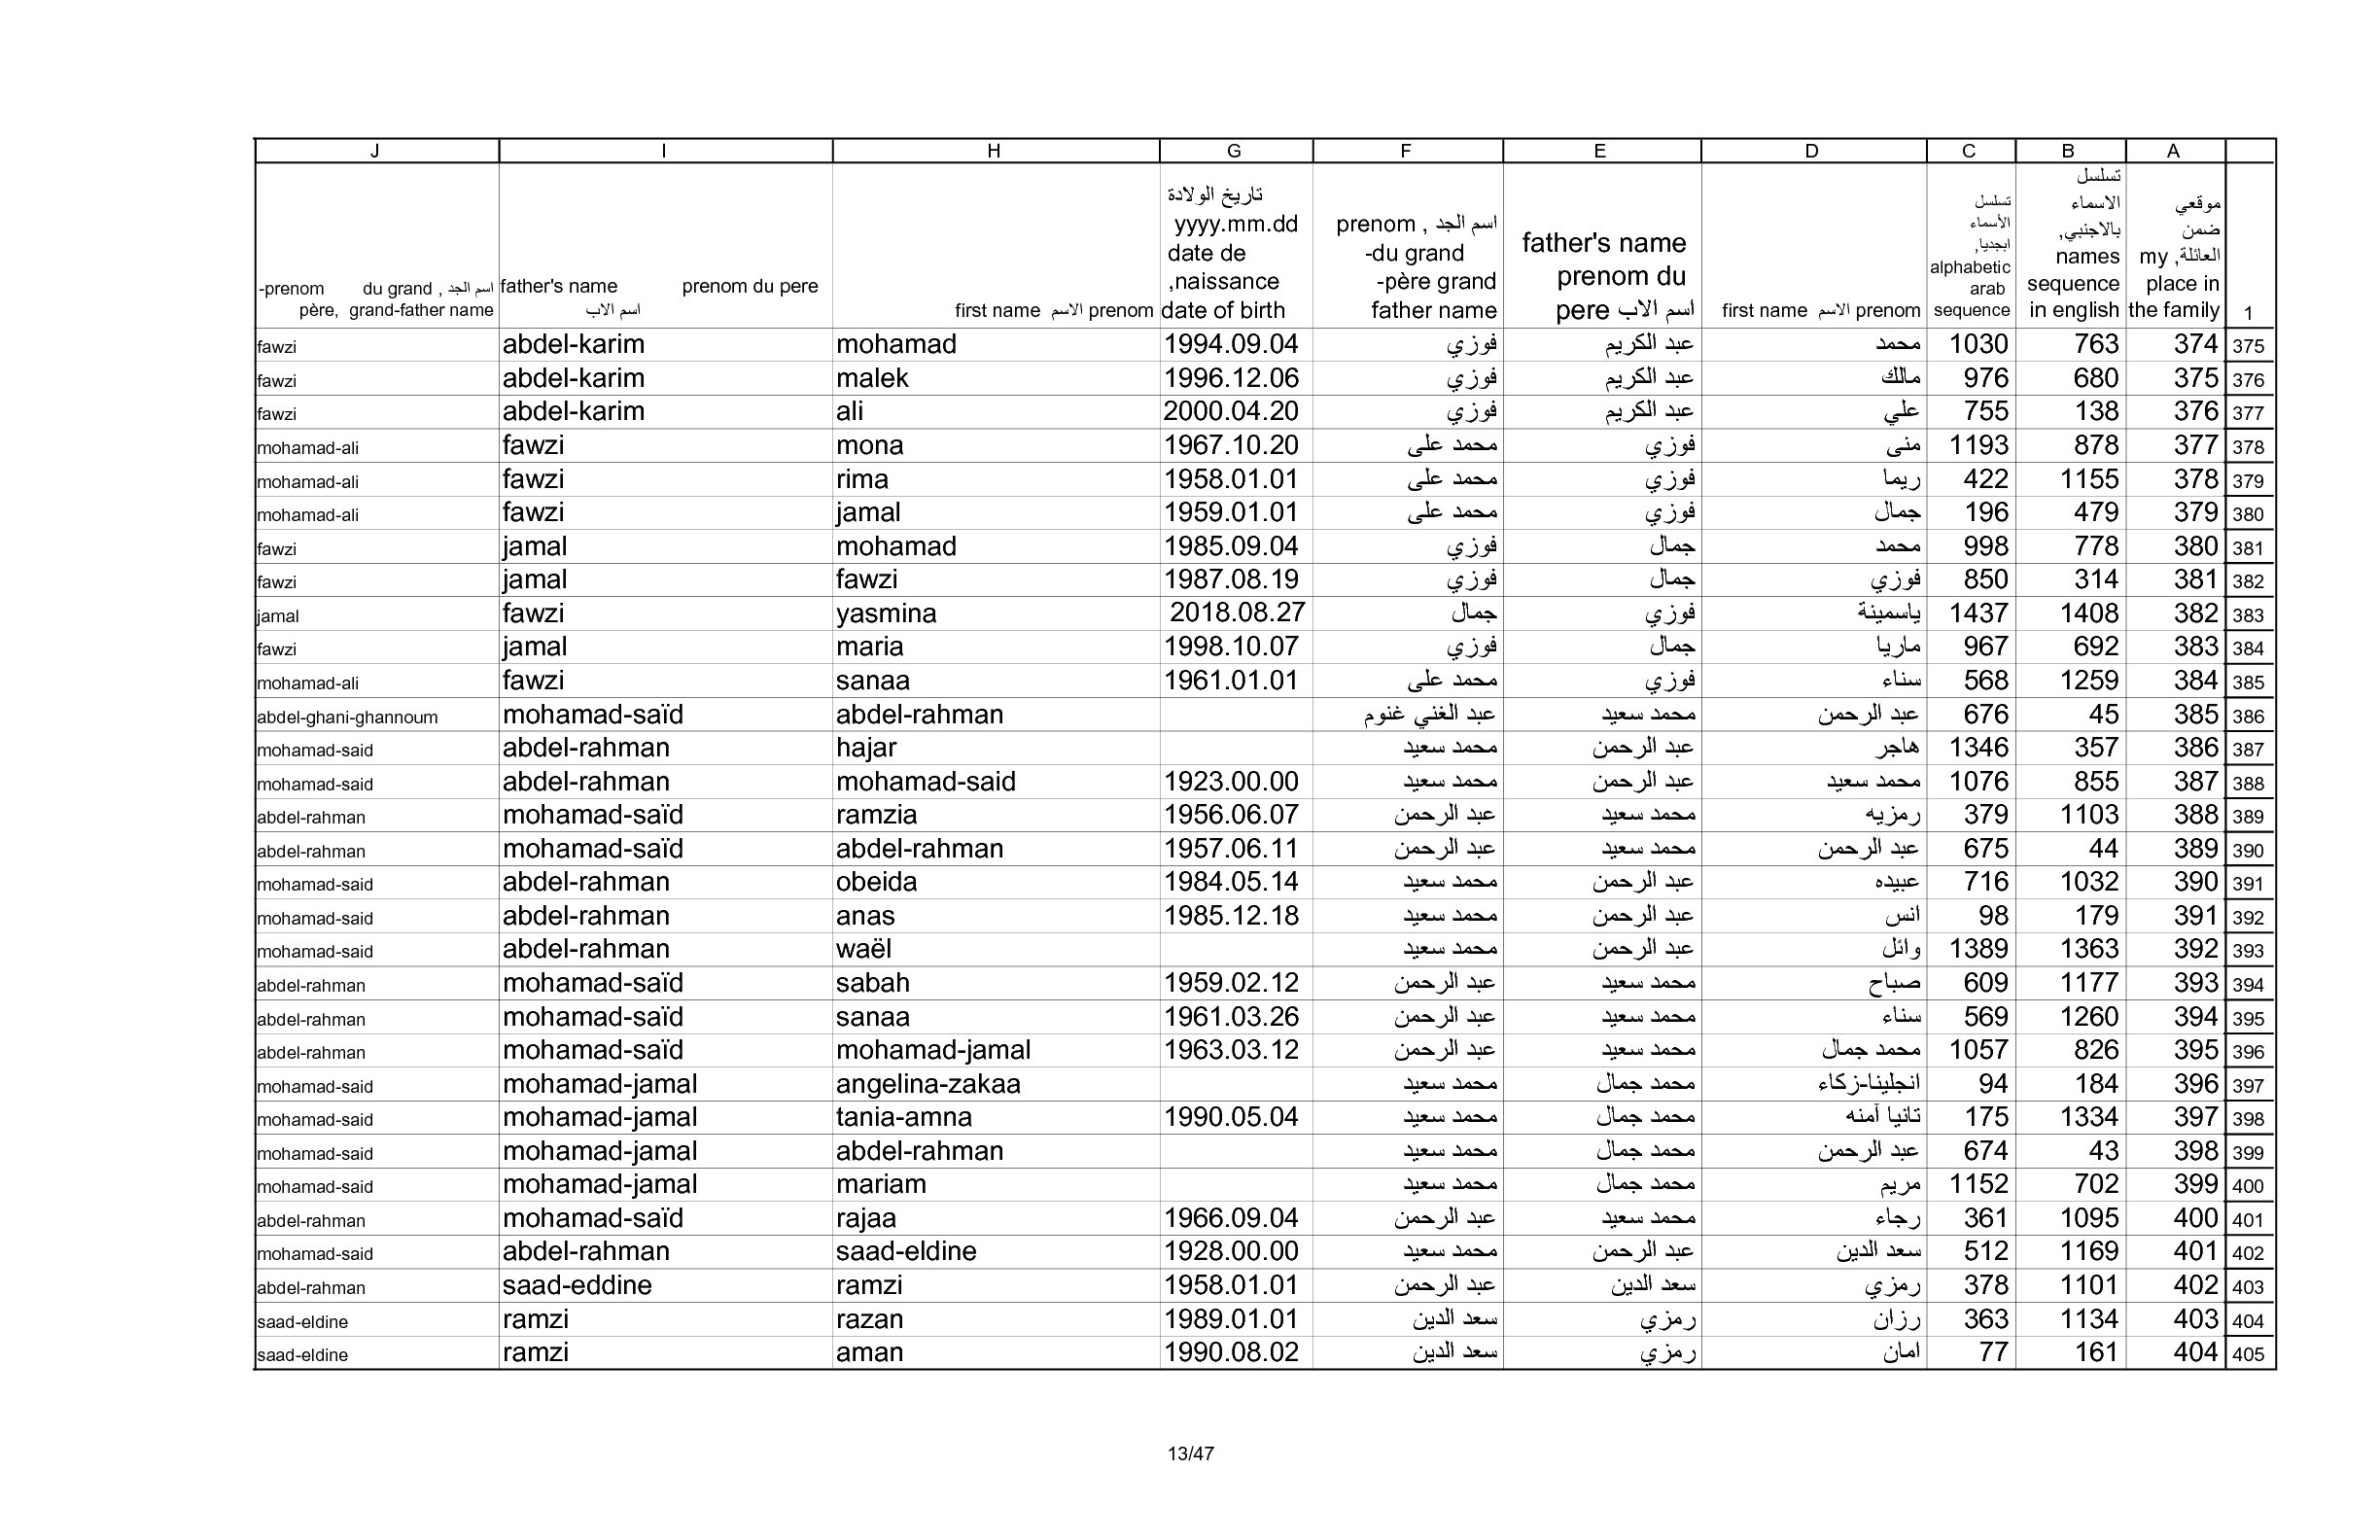 J I H G F E D C B A
-prenom du grand , اسم الجد père, grand-father name
father's name prenom du pere اسم الاب
first name الاسم prenom
تاريخ الولادة yyyy.mm.dd date de ,naissance date of birth
prenom , اسم الجد -du grand -père grand father name
father's name prenom du pere اسم الاب
first name الاسم prenom
تسلسل الأسماء ابجديا, alphabetic arab sequence
تسلسل الاسماء بالاجنبي, names sequence in english
موقعي ضمن العائلة, my place in the family
1
fawzi abdel-karim mohamad 1994.09.04 فوزي عبد الكريم محمد 1030 763 374 375
fawzi abdel-karim malek 1996.12.06 فوزي عبد الكريم مالك 976 680 375 376
fawzi abdel-karim ali 2000.04.20 فوزي عبد الكريم علي 755 138 376 377
mohamad-ali fawzi mona 1967.10.20 محمد على فوزي منى 1193 878 377 378
mohamad-ali fawzi rima 1958.01.01 محمد على فوزي ريما 422 1155 378 379
mohamad-ali fawzi jamal 1959.01.01 محمد على فوزي جمال 196 479 379 380
fawzi jamal mohamad 1985.09.04 فوزي جمال محمد 998 778 380 381
fawzi jamal fawzi 1987.08.19 فوزي جمال فوزي 850 314 381 382
jamal fawzi yasmina 2018.08.27 جمال فوزي ياسمينة 1437 1408 382 383
fawzi jamal maria 1998.10.07 فوزي جمال ماريا 967 692 383 384
mohamad-ali fawzi sanaa 1961.01.01 محمد على فوزي سناء 568 1259 384 385
abdel-ghani-ghannoum mohamad-saïd abdel-rahman عبد الغني غنوم محمد سعيد عبد الرحمن 676 45 385 386
mohamad-said abdel-rahman hajar محمد سعيد عبد الرحمن هاجر 1346 357 386 387
mohamad-said abdel-rahman mohamad-said 1923.00.00 محمد سعيد عبد الرحمن محمد سعيد 1076 855 387 388
abdel-rahman mohamad-saïd ramzia 1956.06.07 عبد الرحمن محمد سعيد رمزيه 379 1103 388 389
abdel-rahman mohamad-saïd abdel-rahman 1957.06.11 عبد الرحمن محمد سعيد عبد الرحمن 675 44 389 390
mohamad-said abdel-rahman obeida 1984.05.14 محمد سعيد عبد الرحمن عبيده 716 1032 390 391
mohamad-said abdel-rahman anas 1985.12.18 محمد سعيد عبد الرحمن انس 98 179 391 392
mohamad-said abdel-rahman waël محمد سعيد عبد الرحمن وائل 1389 1363 392 393
abdel-rahman mohamad-saïd sabah 1959.02.12 عبد الرحمن محمد سعيد صباح 609 1177 393 394
abdel-rahman mohamad-saïd sanaa 1961.03.26 عبد الرحمن محمد سعيد سناء 569 1260 394 395
abdel-rahman mohamad-saïd mohamad-jamal 1963.03.12 عبد الرحمن محمد سعيد محمد جمال 1057 826 395 396
mohamad-said mohamad-jamal angelina-zakaa محمد سعيد محمد جمال انجلينا-زكاء 94 184 396 397
mohamad-said mohamad-jamal tania-amna 1990.05.04 محمد سعيد محمد جمال تانيا آمنه 175 1334 397 398
mohamad-said mohamad-jamal abdel-rahman محمد سعيد محمد جمال عبد الرحمن 674 43 398 399
mohamad-said mohamad-jamal mariam محمد سعيد محمد جمال مريم 1152 702 399 400
abdel-rahman mohamad-saïd rajaa 1966.09.04 عبد الرحمن محمد سعيد رجاء 361 1095 400 401
mohamad-said abdel-rahman saad-eldine 1928.00.00 محمد سعيد عبد الرحمن سعد الدين 512 1169 401 402
abdel-rahman saad-eddine ramzi 1958.01.01 عبد الرحمن سعد الدين رمزي 378 1101 402 403
saad-eldine ramzi razan 1989.01.01 سعد الدين رمزي رزان 363 1134 403 404
saad-eldine ramzi aman 1990.08.02 سعد الدين رمزي امان 77 161 404 405
13/47